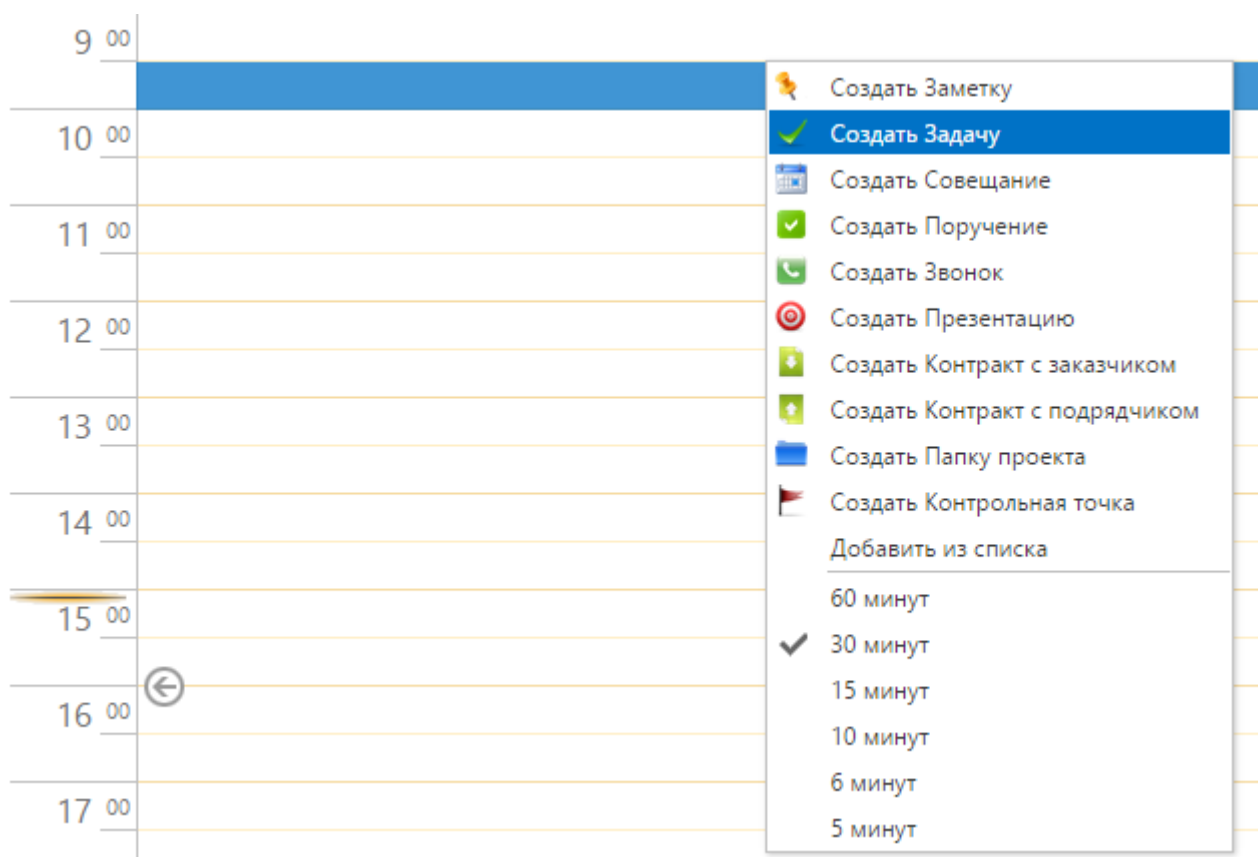 9 00
10 00
11 00
12 00
13 00
14 00
15 00
16 00
17 00
Создать Заметку
Создать Задачу
Создать Совещание
Создать Поручение
Создать Звонок
Создать Презентацию
Создать Контракт с заказчиком
Создать Контракт с подрядчиком
Создать Папку проекта
Создать Контрольная точка
Добавить из списка
60 минут
30 минут
15 минут
10 минут
6 минут
5 минут